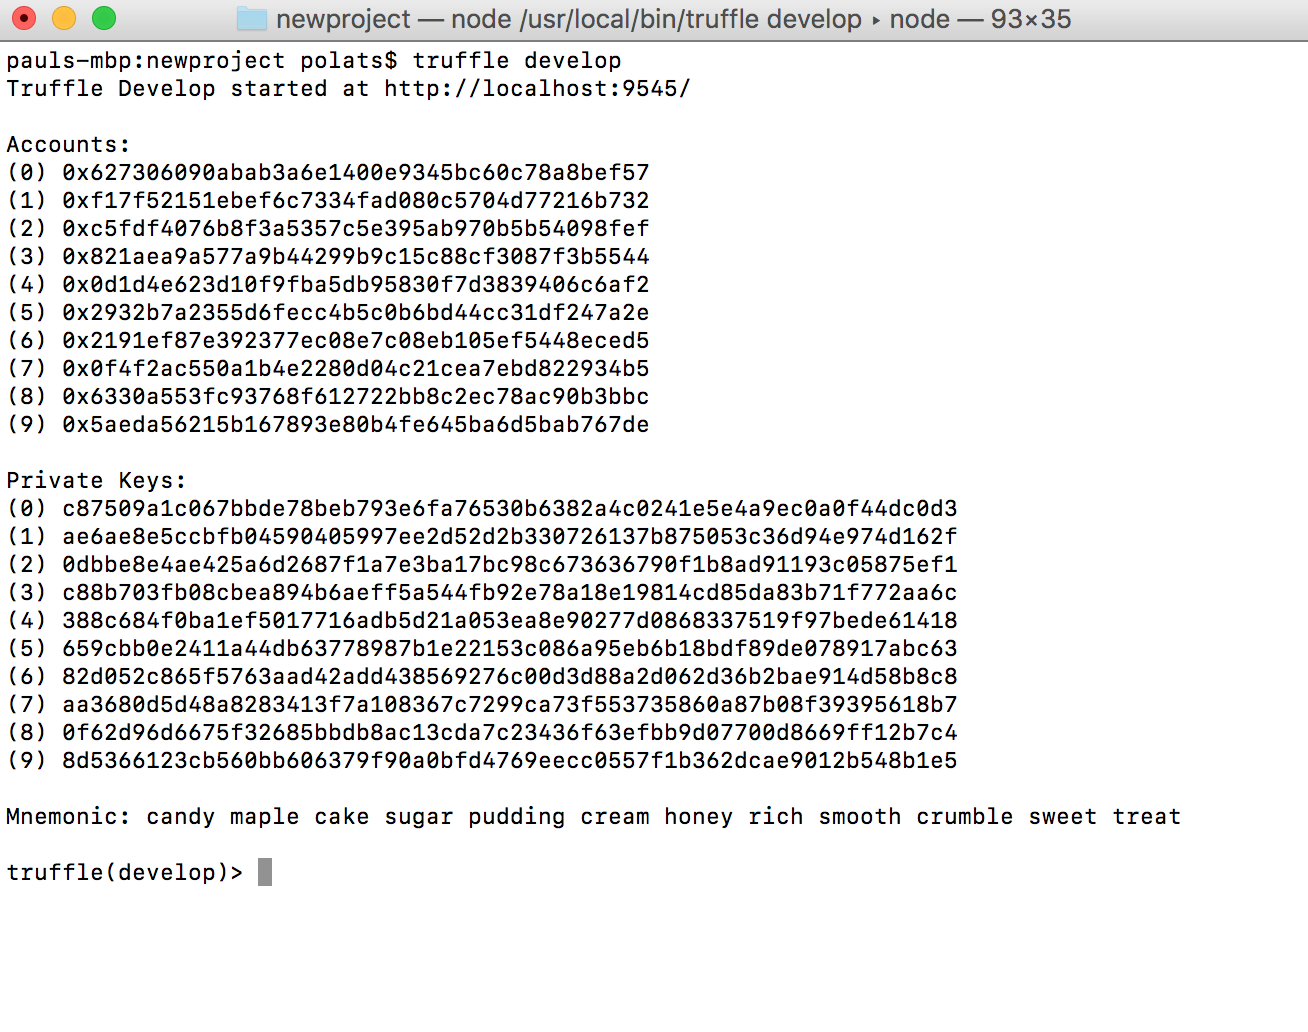 newproject — node /usr/local/bin/truffle develop ▸ node — 93×35
pauls-mbp:newproject polats$ truffle develop
Truffle Develop started at http://localhost:9545/
Accounts:
(0) 0x627306090abab3a6e1400e9345bc60c78a8bef57
(1) 0xf17f52151ebef6c7334fad080c5704d77216b732
(2) 0xc5fdf4076b8f3a5357c5e395ab970b5b54098fef
(3) 0x821aea9a577a9b44299b9c15c88cf3087f3b5544
(4) 0x0d1d4e623d10f9fba5db95830f7d3839406c6af2
(5) 0x2932b7a2355d6fecc4b5c0b6bd44cc31df247a2e
(6) 0x2191ef87e392377ec08e7c08eb105ef5448eced5
(7) 0x0f4f2ac550a1b4e2280d04c21cea7ebd822934b5
(8) 0x6330a553fc93768f612722bb8c2ec78ac90b3bbc
(9) 0x5aeda56215b167893e80b4fe645ba6d5bab767de
Private Keys:
(0) c87509a1c067bbde78beb793e6fa76530b6382a4c0241e5e4a9ec0a0f44dc0d3
(1) ae6ae8e5ccbfb04590405997ee2d52d2b330726137b875053c36d94e974d162f
(2) 0dbbe8e4ae425a6d2687f1a7e3ba17bc98c673636790f1b8ad91193c05875ef1
(3) c88b703fb08cbea894b6aeff5a544fb92e78a18e19814cd85da83b71f772aa6c
(4) 388c684f0ba1ef5017716adb5d21a053ea8e90277d0868337519f97bede61418
(5) 659cbb0e2411a44db63778987b1e22153c086a95eb6b18bdf89de078917abc63
(6) 82d052c865f5763aad42add438569276c00d3d88a2d062d36b2bae914d58b8c8
(7) aa3680d5d48a8283413f7a108367c7299ca73f553735860a87b08f39395618b7
(8) 0f62d96d6675f32685bbdb8ac13cda7c23436f63efbb9d07700d8669ff12b7c4
(9) 8d5366123cb560bb606379f90a0bfd4769eecc0557f1b362dcae9012b548b1e5
Mnemonic: candy maple cake sugar pudding cream honey rich smooth crumble sweet treat
truffle(develop)>